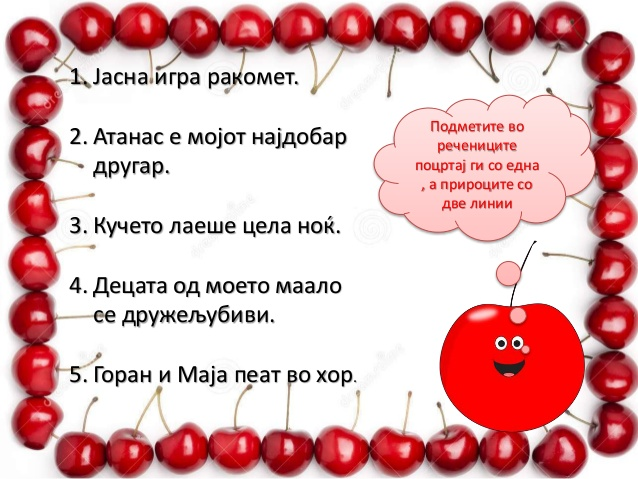 1. Јасна игра ракомет.
2. Атанас е мојот најдобар
другар.
3. Кучето лаеше цела ноќ.
4. Децата од моето маало
се дружељубиви.
5. Горан и Маја пеат во хор.
Подметите во
речениците
поцртај ги со една
, а прироците со
две линии